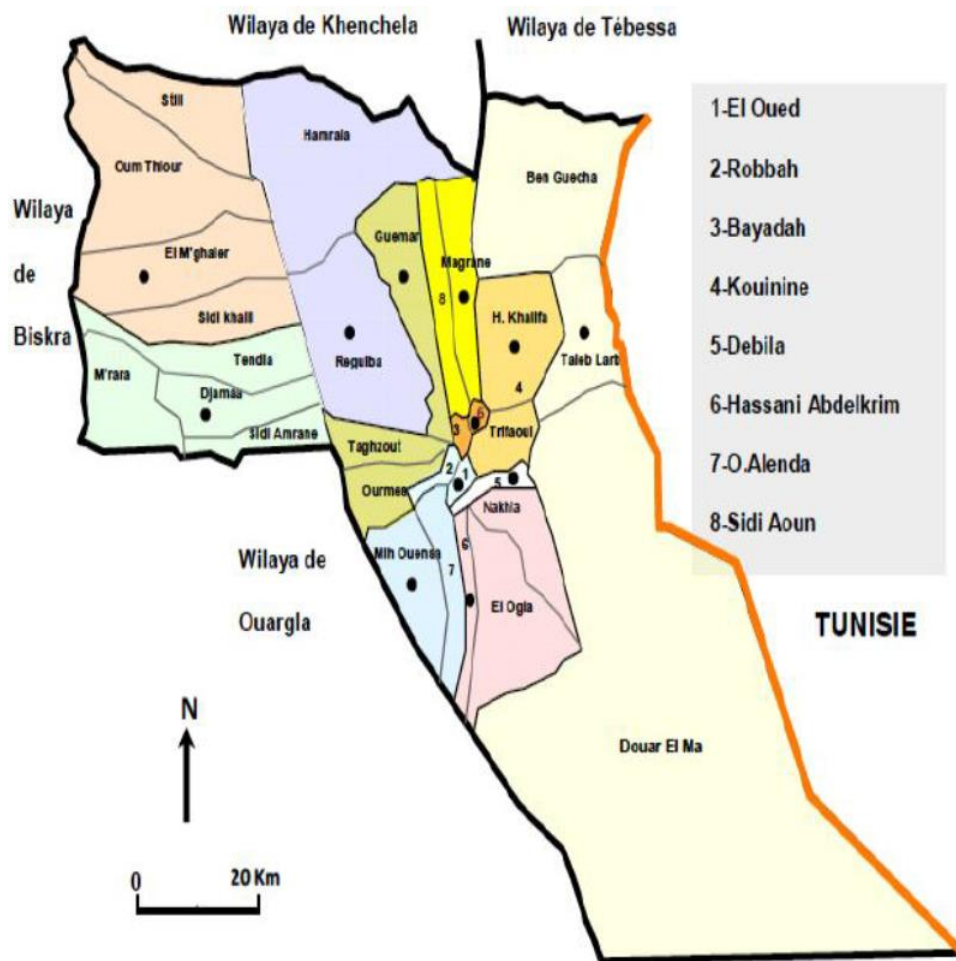 Wilaya de Khenchela
Wilaya de Tébessa
Still
Hamraia
Oum Thiour
Ben Guecha
Wilaya
de
Biskra
El M'ghaier
Guemar
Magrane
8
Sidi khalil
H. Khalifa
Tendla
Reguiba
Taleb Larbi
M'rara
Djamaa
4
Sidi Amrane
6
3
Trifaoui
Taghzout
2
1
5
Ourmes
Nakhla
Mih Ouensa
6
7
El Ogla
Wilaya de
Ouargla
Douar El Ma
TUNISIE
1-El Oued
2-Robbah
3-Bayadah
4-Kouinine
5-Debila
6-Hassani Abdelkrim
7-O.Alenda
8-Sidi Aoun
N
0 20 Km